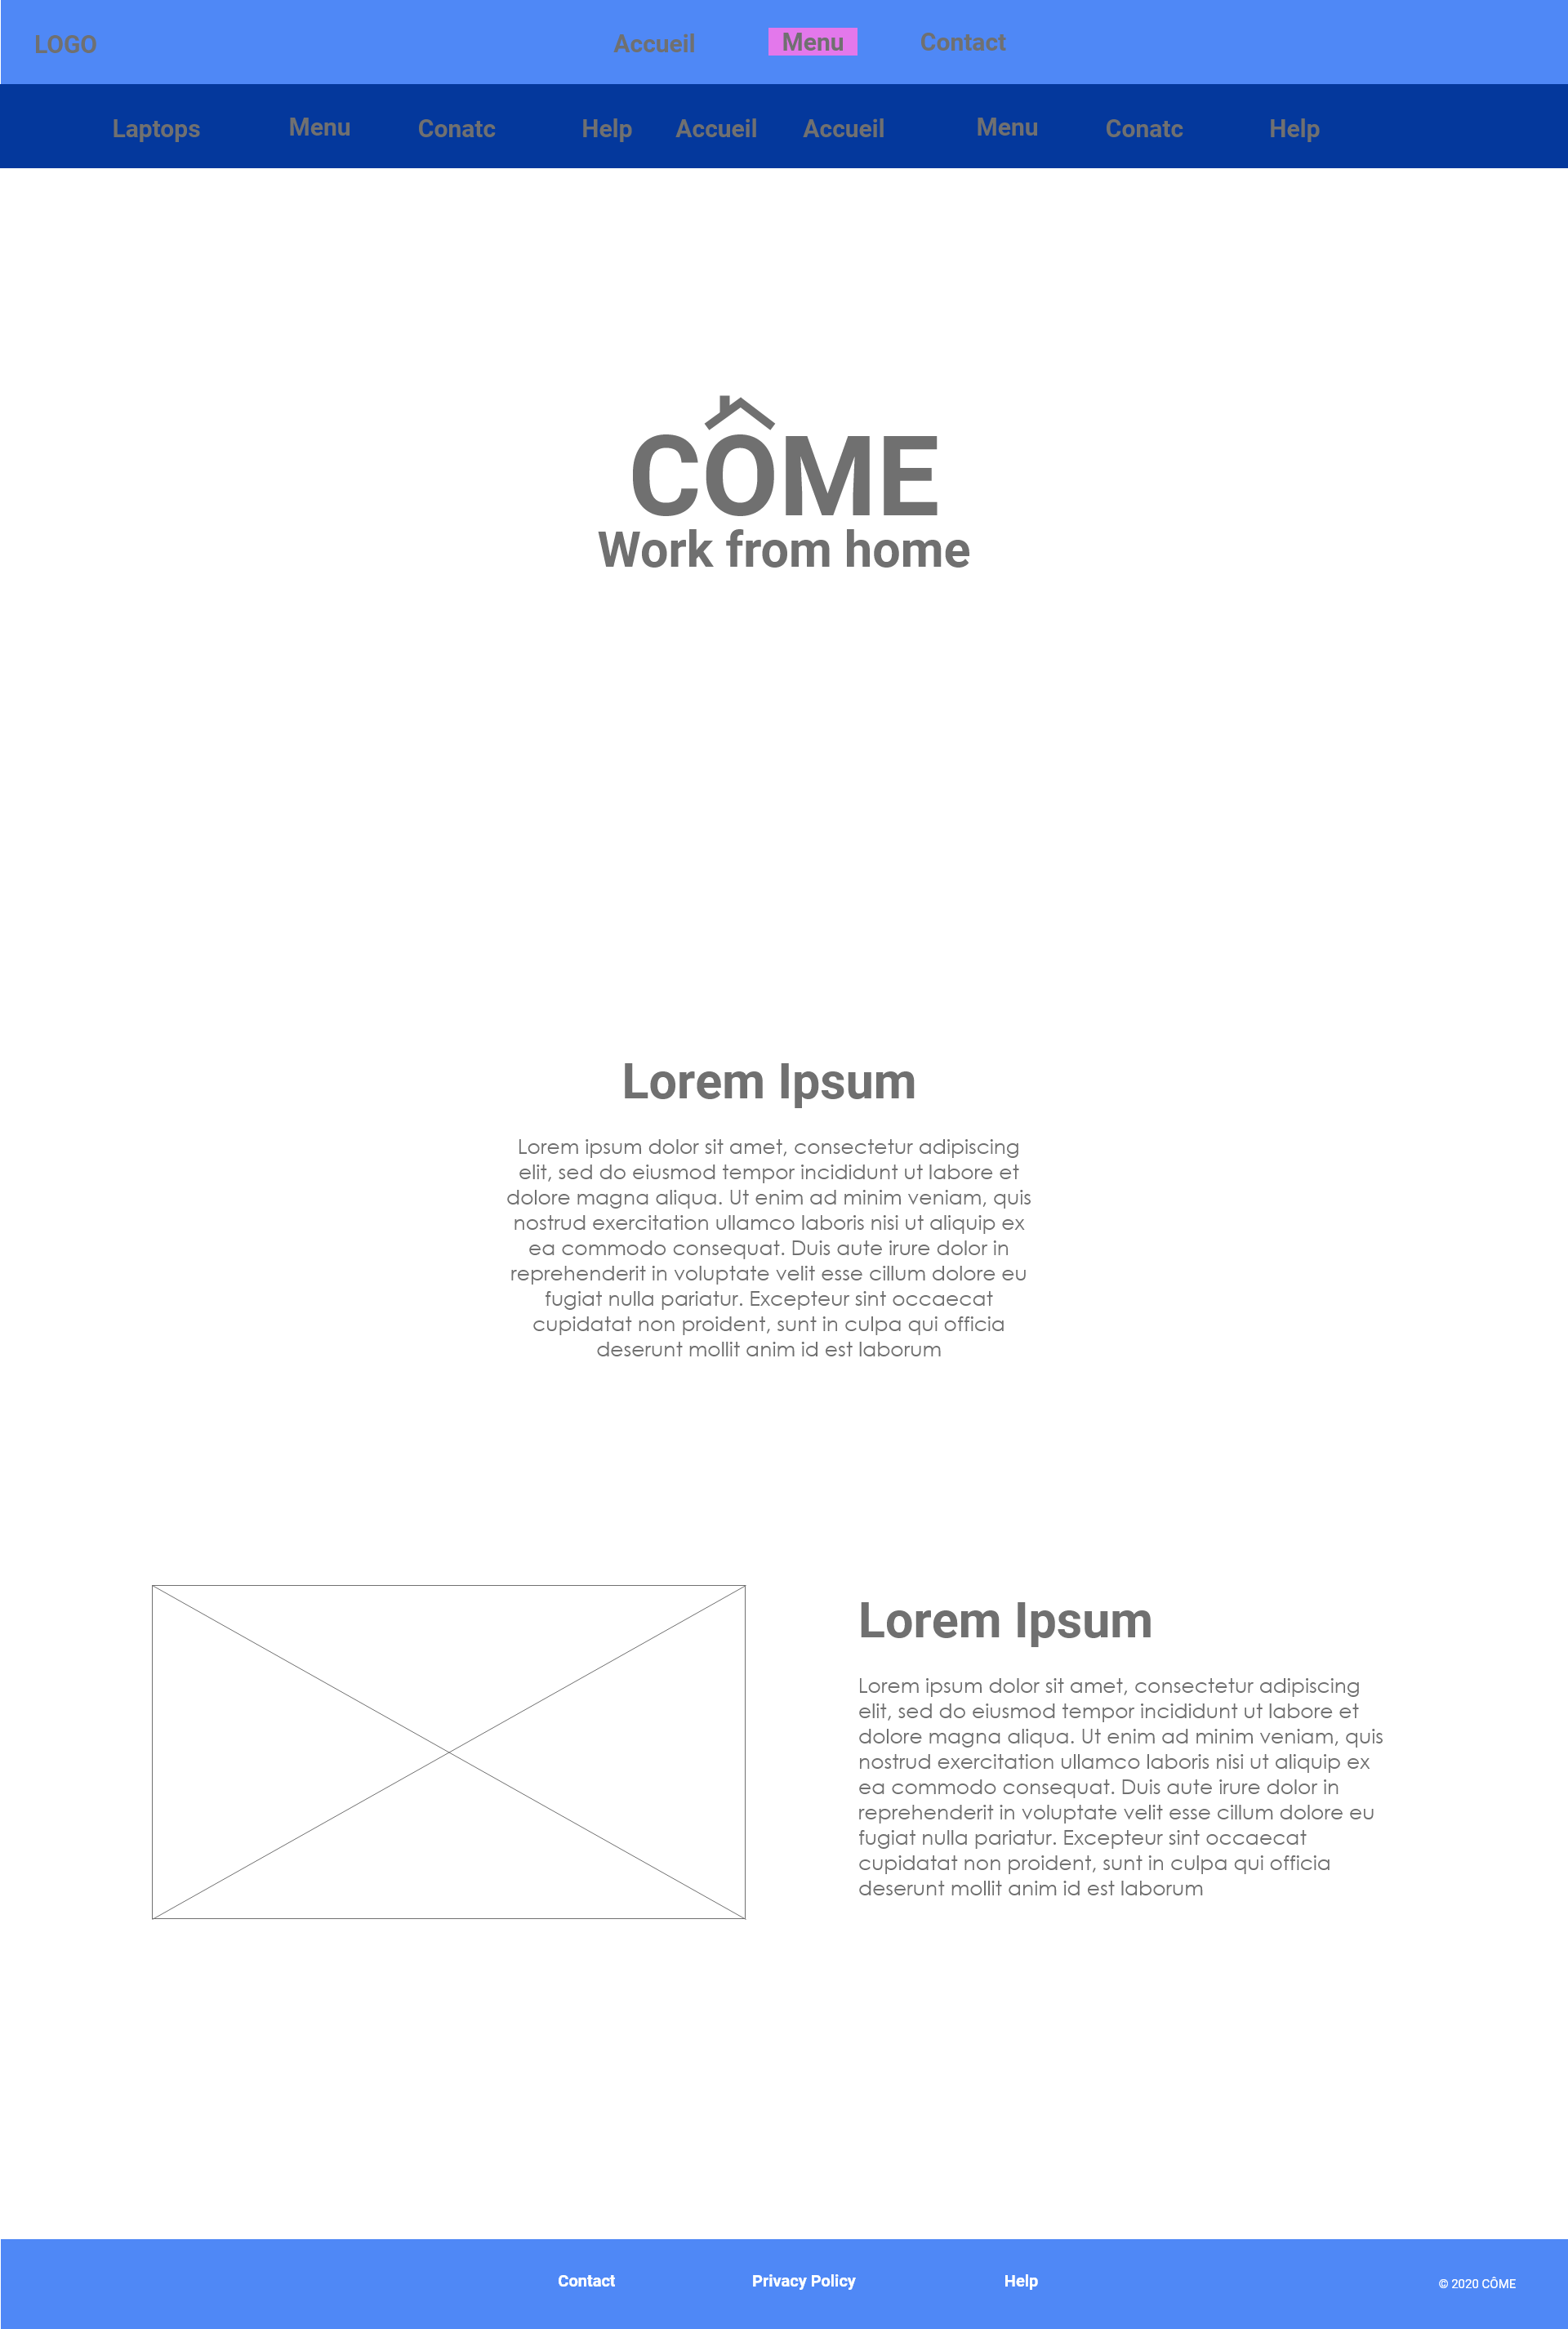 LOGO Accueil Menu Contact
Laptops Menu Conatc Help Accueil Accueil Menu Conatc Help
CÔME
Work from home
Lorem Ipsum
Lorem ipsum dolor sit amet, consectetur adipiscing
elit, sed do eiusmod tempor incididunt ut labore et
dolore magna aliqua. Ut enim ad minim veniam, quis
nostrud exercitation ullamco laboris nisi ut aliquip ex
ea commodo consequat. Duis aute irure dolor in
reprehenderit in voluptate velit esse cillum dolore eu
fugiat nulla pariatur. Excepteur sint occaecat
cupidatat non proident, sunt in culpa qui officia
deserunt mollit anim id est laborum
Lorem Ipsum
Lorem ipsum dolor sit amet, consectetur adipiscing
elit, sed do eiusmod tempor incididunt ut labore et
dolore magna aliqua. Ut enim ad minim veniam, quis
nostrud exercitation ullamco laboris nisi ut aliquip ex
ea commodo consequat. Duis aute irure dolor in
reprehenderit in voluptate velit esse cillum dolore eu
fugiat nulla pariatur. Excepteur sint occaecat
cupidatat non proident, sunt in culpa qui officia
deserunt mollit anim id est laborum
Contact Privacy Policy Help © 2020 CÔME